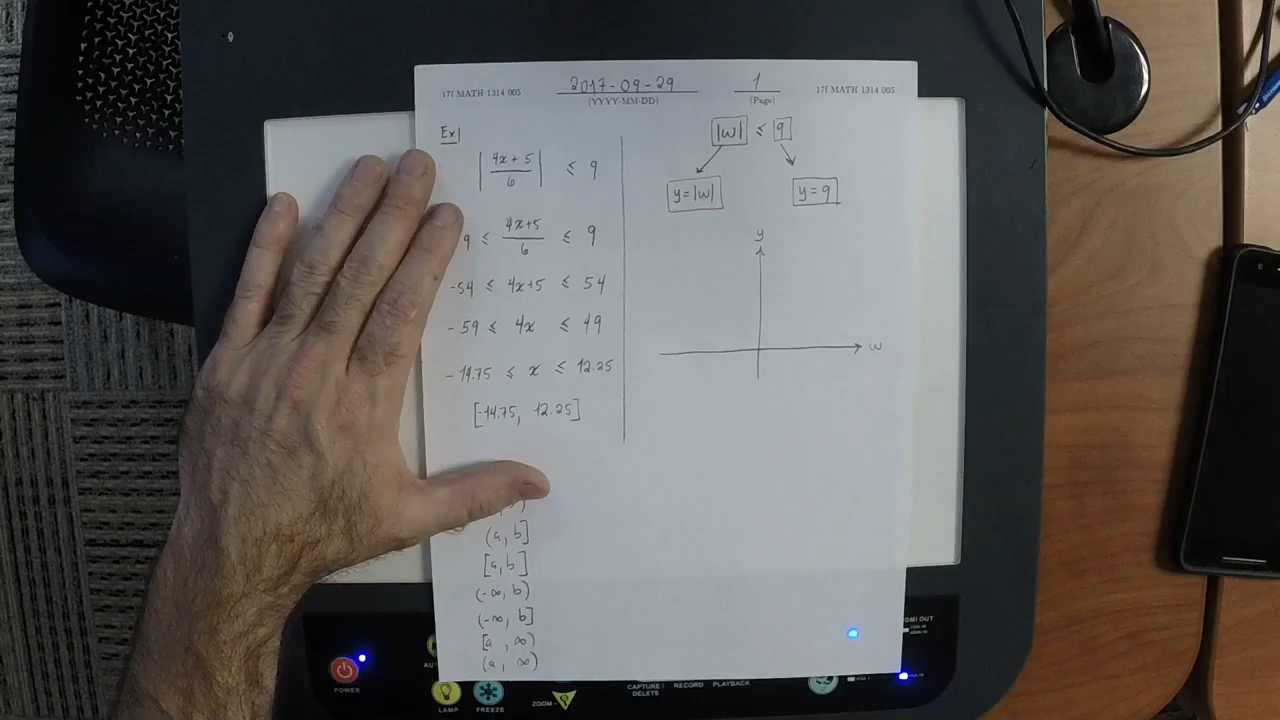 17f MATH 1314 005 2017-09-29 1 17f MATH 1314 005
(YYYY-MM-DD) (Page)
Ex]
| (4x + 5)/6 | ≤ 9
9 ≤ (4x+5)/6 ≤ 9
-54 ≤ 4x+5 ≤ 54
-59 ≤ 4x ≤ 49
-14.75 ≤ x ≤ 12.25
[-14.75, 12.25]
(a, b]
[a, b]
(-∞, b)
(-∞, b]
[a, ∞)
(a, ∞)
|w| ≤ 9
y=|w| y=9
y
w
POWER
LAMP
FREEZE
ZOOM
CAPTURE / DELETE
RECORD
PLAYBACK